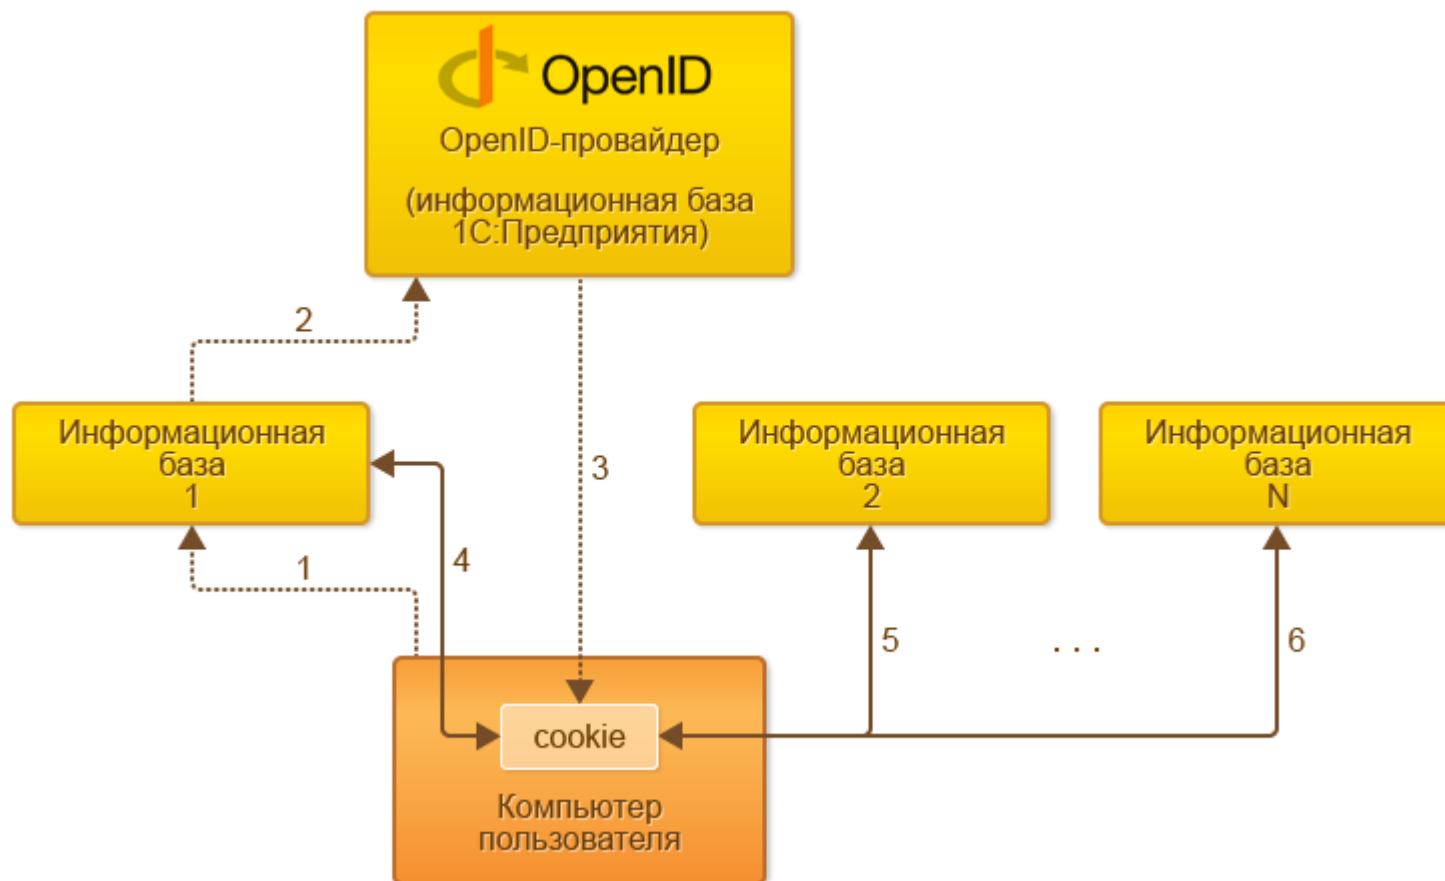 OpenID
OpenID-провайдер
(информационная база
1С:Предприятия)
2
Информационная
база
1
3
Информационная
база
2
Информационная
база
N
1
4
5
. . .
6
cookie
Компьютер
пользователя